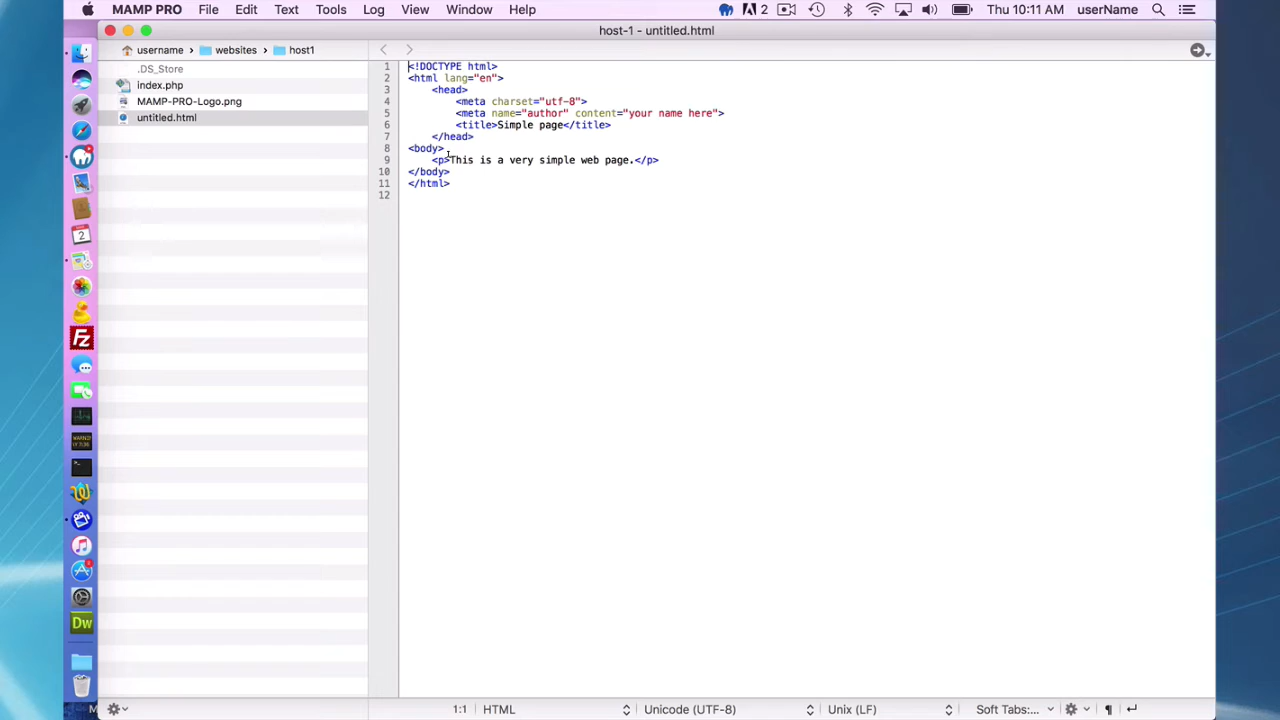 MAMP PRO File Edit Text Tools Log View Window Help 2 Thu 10:11 AM userName
host-1 - untitled.html
username websites host1
.DS_Store
index.php
MAMP-PRO-Logo.png
untitled.html
1 <!DOCTYPE html>
2 <html lang="en">
3 <head>
4 <meta charset="utf-8">
5 <meta name="author" content="your name here">
6 <title>Simple page</title>
7 </head>
8 <body>
9 <p>This is a very simple web page.</p>
10 </body>
11 </html>
12
2
Fz
Dw
M
1:1 HTML Unicode (UTF-8) Unix (LF) Soft Tabs:...